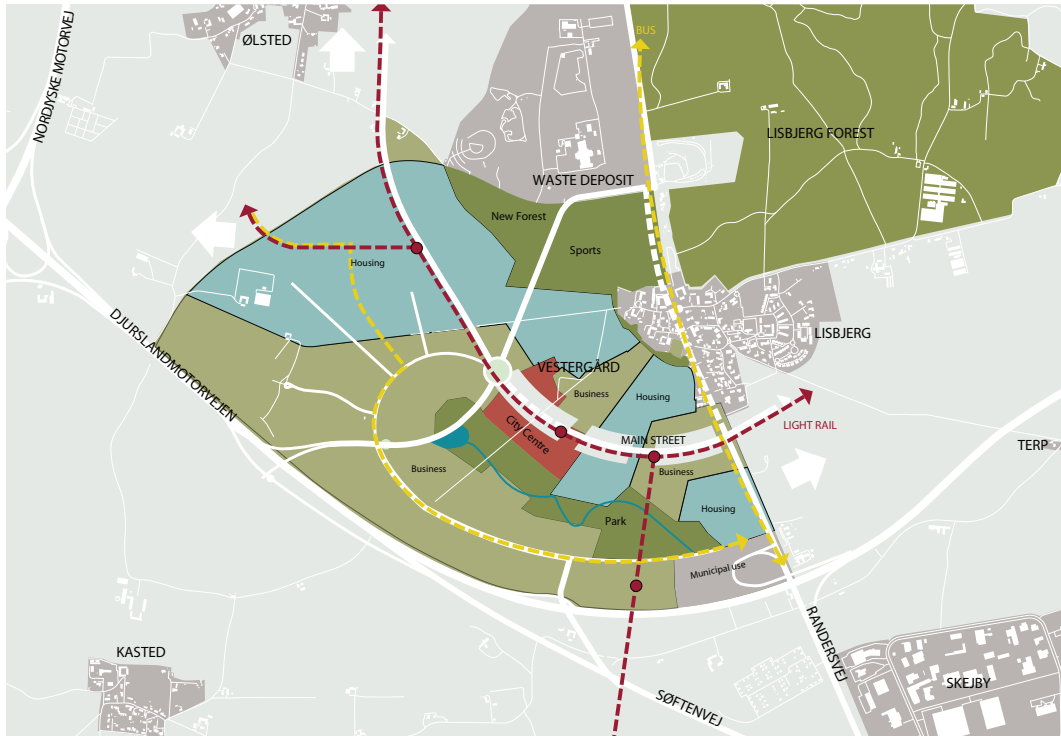 BUS
ØLSTED
NORDJYSKE MOTORVEJ
LISBJERG FOREST
WASTE DEPOSIT
New Forest
Sports
Housing
DJURSLANDMOTORVEJEN
LISBJERG
VESTERGÅRD
Business
Housing
City Centre
MAIN STREET
LIGHT RAIL
TERP
Business
Business
Housing
Park
Municipal use
RANDERSVEJ
KASTED
SØFTENVEJ
SKEJBY